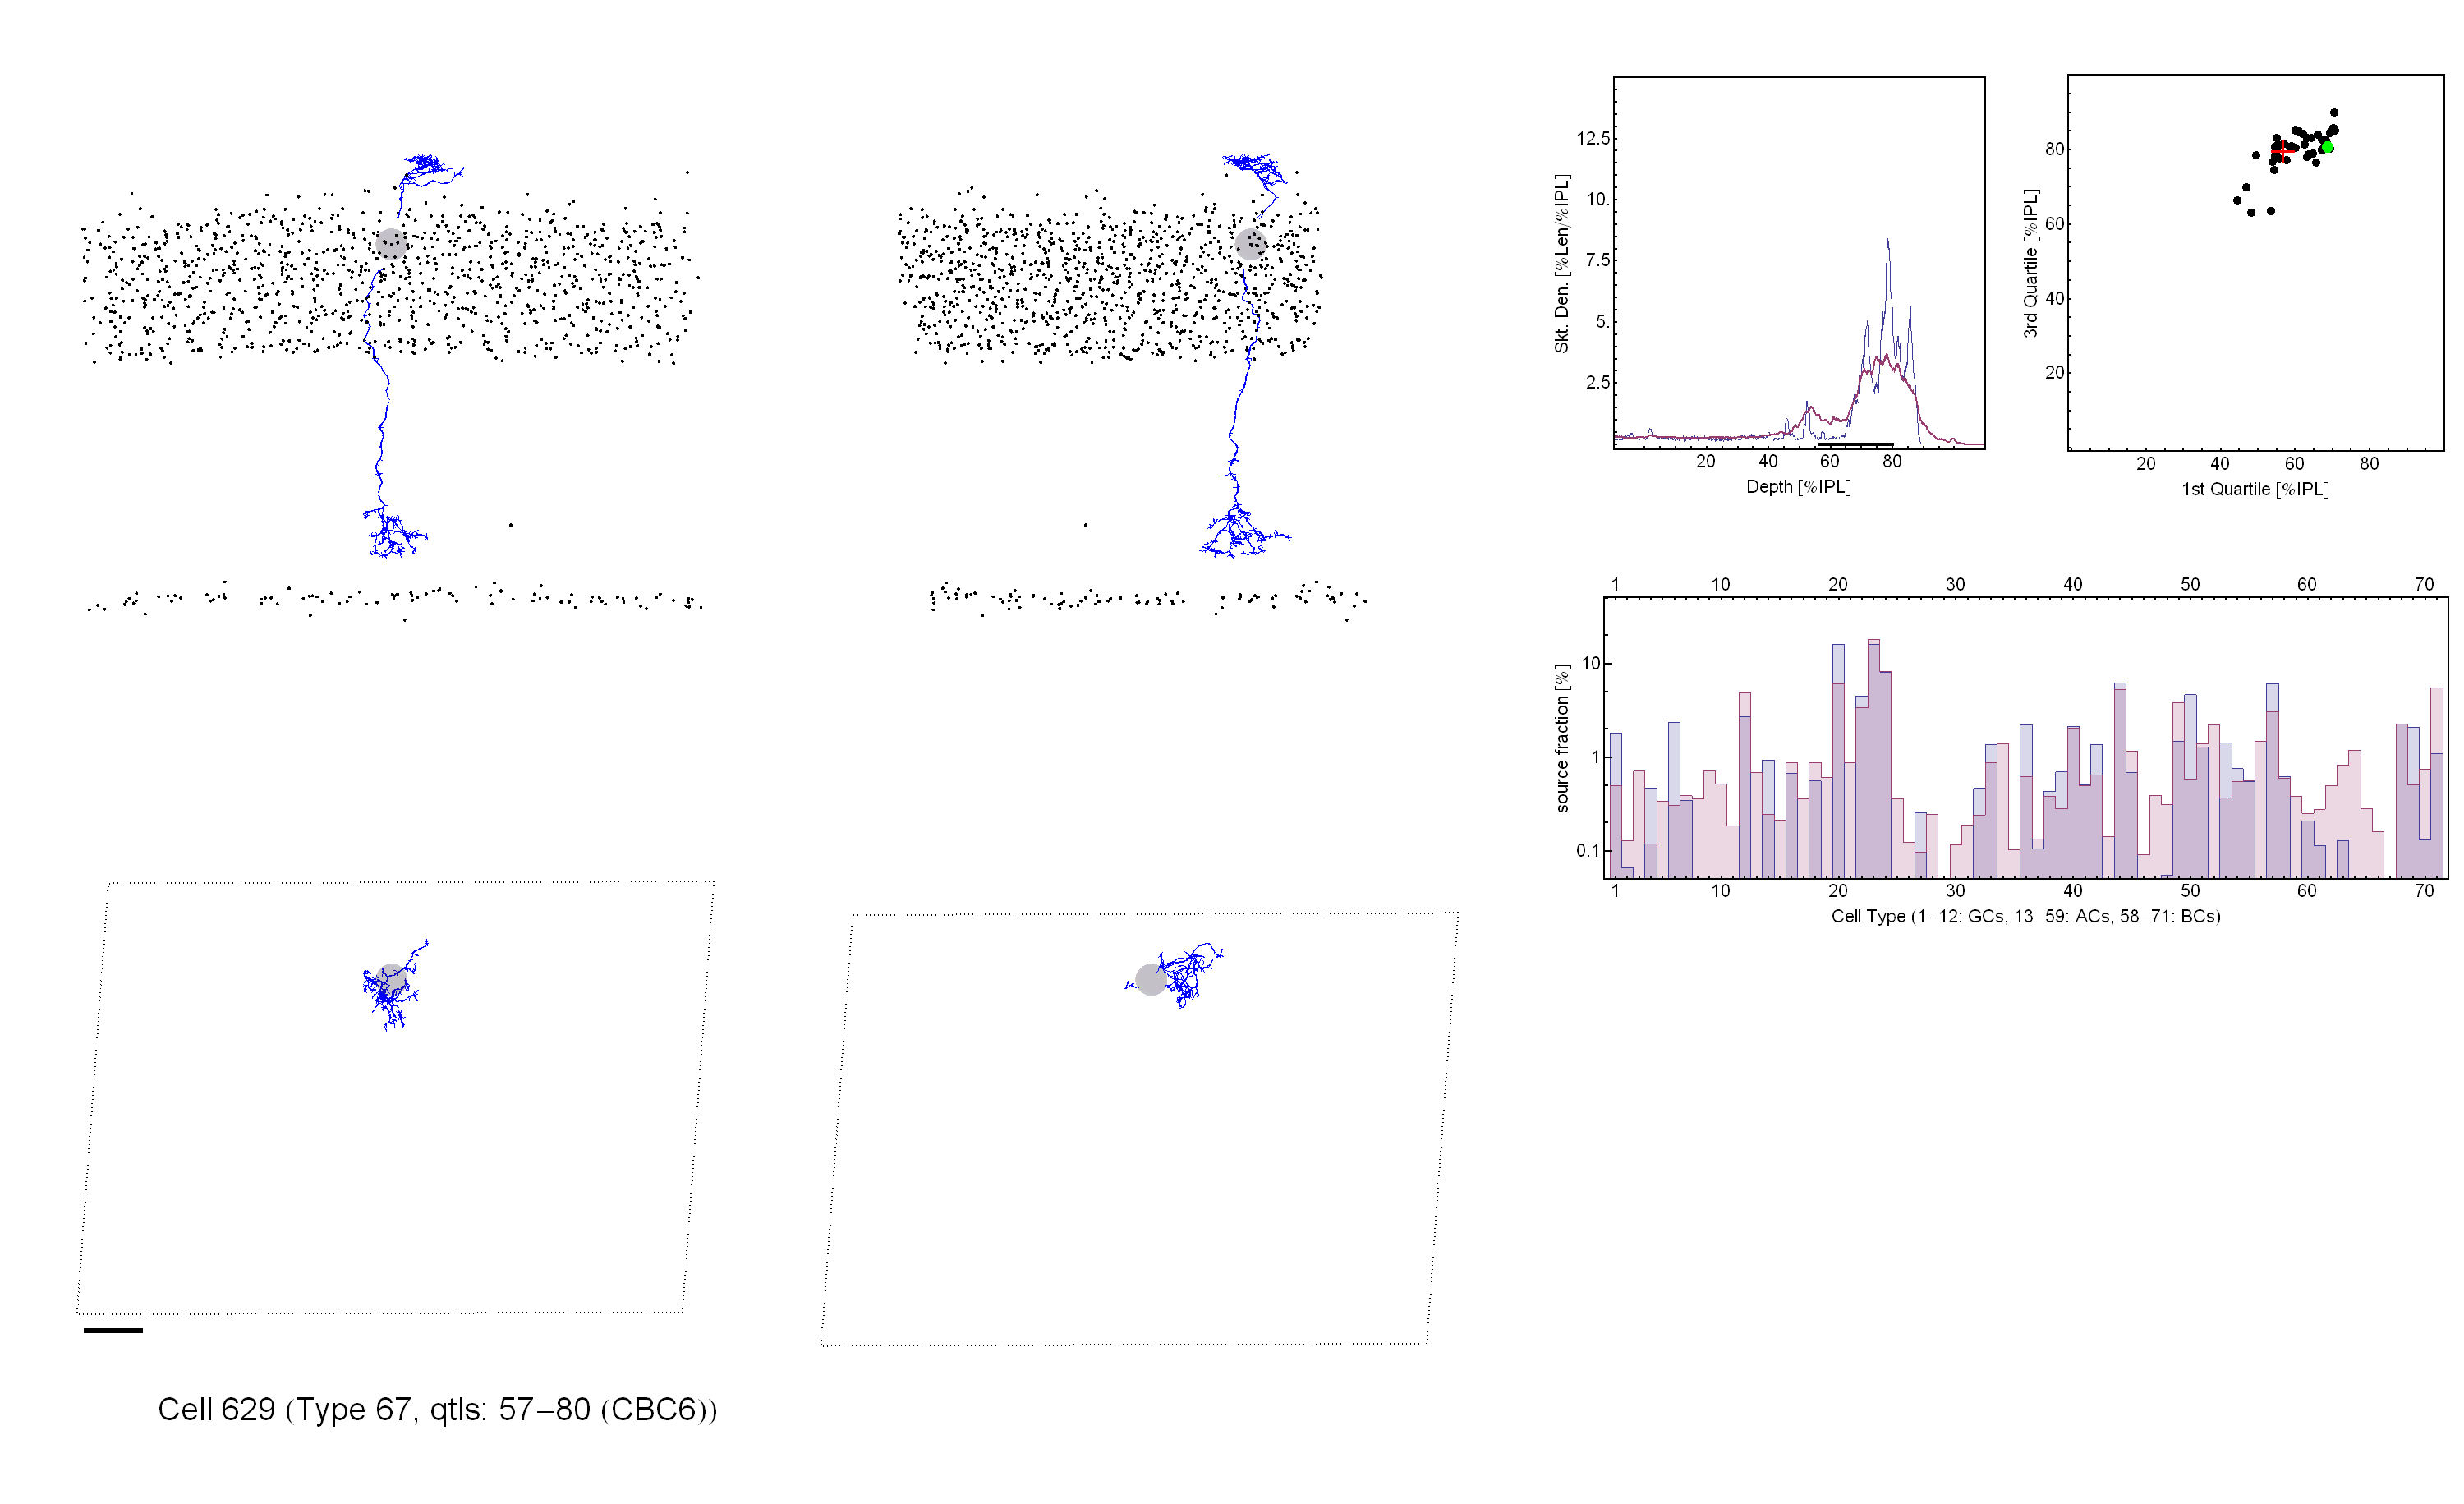 12.5
10.
7.5
5.
2.5
Skt. Den. [%Len/%IPL]
20 40 60 80
Depth [%IPL]
80
60
40
20
3rd Quartile [%IPL]
20 40 60 80
1st Quartile [%IPL]
1 10 20 30 40 50 60 70
10
1
0.1
source fraction [%]
1 10 20 30 40 50 60 70
Cell Type (1–12: GCs, 13–59: ACs, 58–71: BCs)
Cell 629 (Type 67, qtls: 57–80 (CBC6))